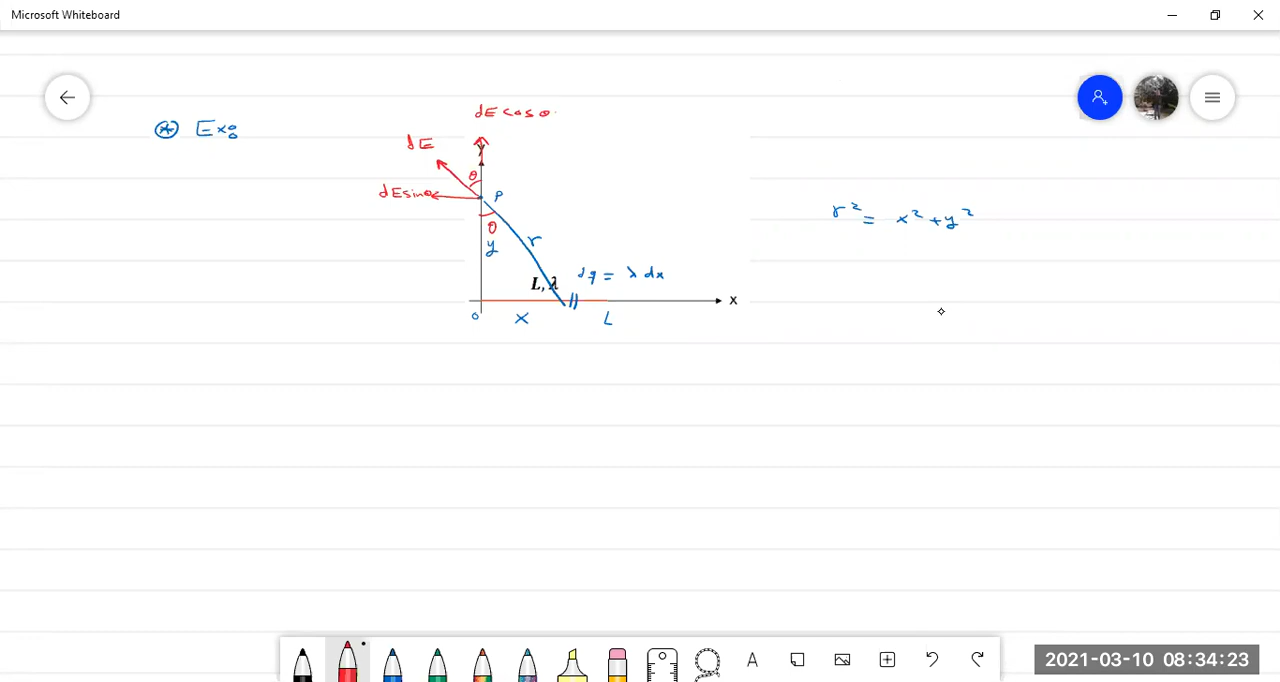 Microsoft Whiteboard
dE cos θ
⊛ Ex:
dE
Y
θ
dE sinθ
P
r² = x² + y²
θ
y
r
dq = λ dx
L, λ
X
0
x
L
A
2021-03-10 08:34:23